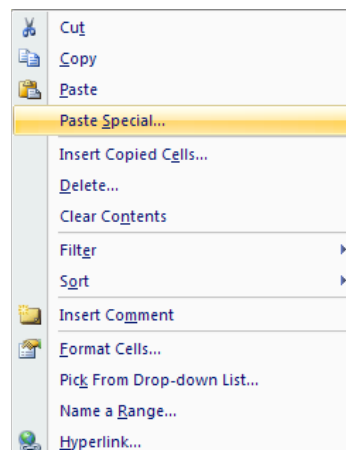 Cut
Copy
Paste
Paste Special...
Insert Copied Cells...
Delete...
Clear Contents
Filter
Sort
Insert Comment
Format Cells...
Pick From Drop-down List...
Name a Range...
Hyperlink...